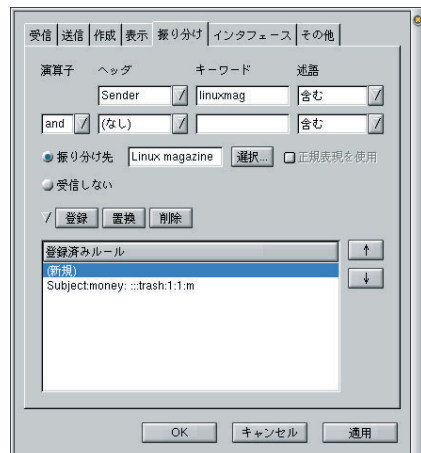 受信 送信 作成 表示 振り分け インタフェース その他
演算子 ヘッダ キーワード 述語
Sender linuxmag 含む
and (なし) 含む
振り分け先 Linux magazine 選択... 正規表現を使用
受信しない
登録 置換 削除
登録済みルール ↑
(新規) ↓
Subject:money: :::trash:1:1:m
OK キャンセル 適用